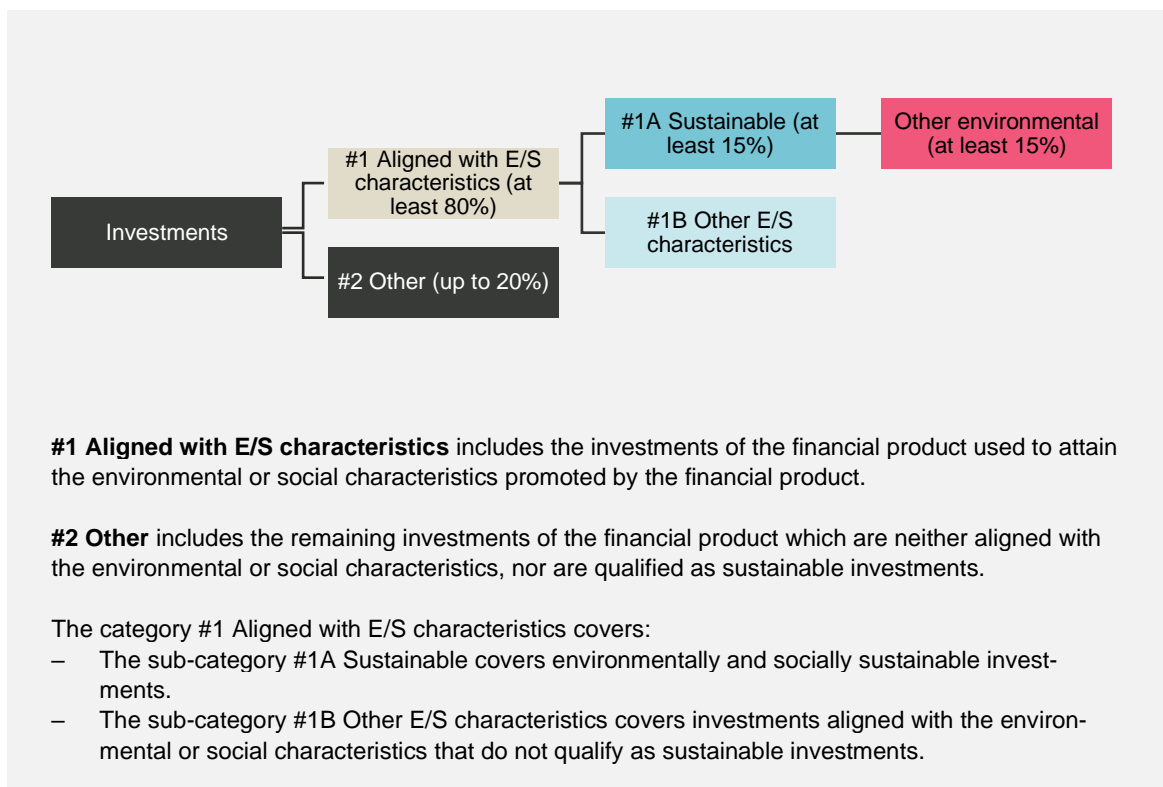 #1A Sustainable (at
least 15%)
Other environmental
(at least 15%)
#1 Aligned with E/S
characteristics (at
least 80%)
#1B Other E/S
characteristics
Investments
#2 Other (up to 20%)
#1 Aligned with E/S characteristics includes the investments of the financial product used to attain
the environmental or social characteristics promoted by the financial product.
#2 Other includes the remaining investments of the financial product which are neither aligned with
the environmental or social characteristics, nor are qualified as sustainable investments.
The category #1 Aligned with E/S characteristics covers:
– The sub-category #1A Sustainable covers environmentally and socially sustainable invest-
ments.
– The sub-category #1B Other E/S characteristics covers investments aligned with the environ-
mental or social characteristics that do not qualify as sustainable investments.